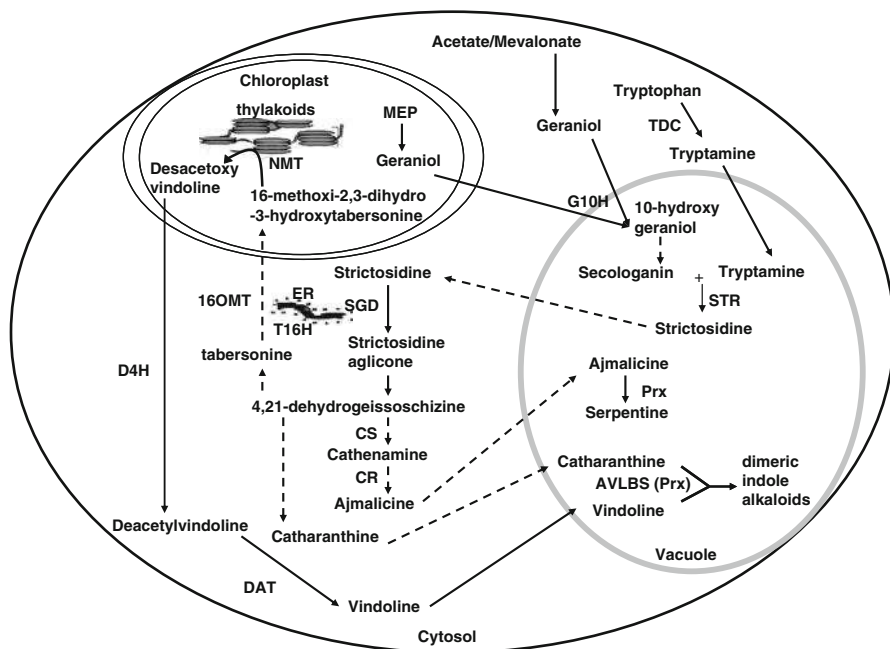 Acetate/Mevalonate
Chloroplast
thylakoids
MEP
Tryptophan
TDC
Geraniol
Tryptamine
NMT
Geraniol
Desacetoxy
vindoline
16-methoxi-2,3-dihydro
-3-hydroxytabersonine
G10H
10-hydroxy
geraniol
Strictosidine
Secologanin
+
Tryptamine
STR
16OMT
ER
SGD
T16H
Strictosidine
tabersonine
Strictosidine
aglicone
D4H
Ajmalicine
Prx
Serpentine
4,21-dehydrogeissoschizine
CS
Cathenamine
CR
Ajmalicine
Catharanthine
AVLBS (Prx)
Vindoline
dimeric
indole
alkaloids
Deacetylvindoline
Catharanthine
Vacuole
DAT
Vindoline
Cytosol